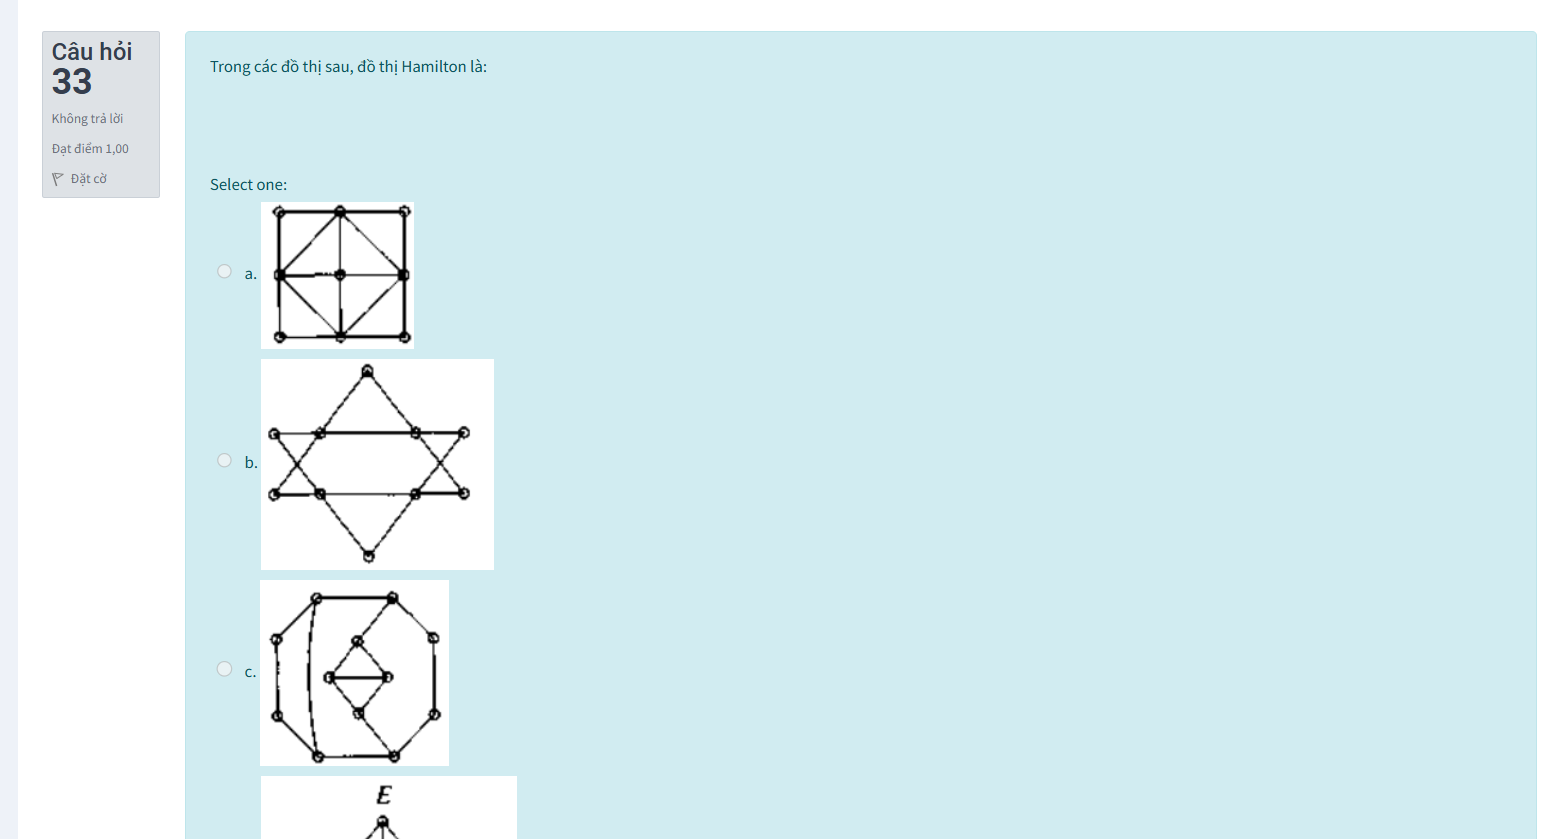 Câu hỏi
33
Không trả lời
Đạt điểm 1,00
Đặt cờ
Trong các đồ thị sau, đồ thị Hamilton là:
Select one:
a.
b.
c.
E